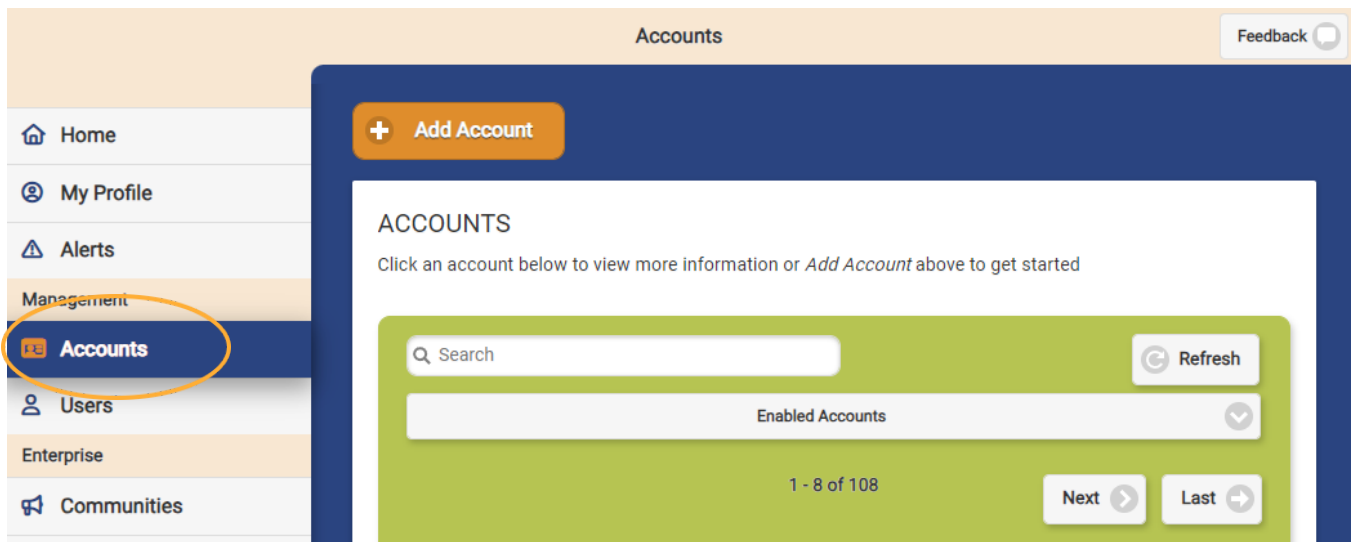 Accounts
Feedback
Home
My Profile
Alerts
Management
Accounts
Users
Enterprise
Communities
Add Account
ACCOUNTS
Click an account below to view more information or Add Account above to get started
Search
Refresh
Enabled Accounts
1 - 8 of 108
Next
Last